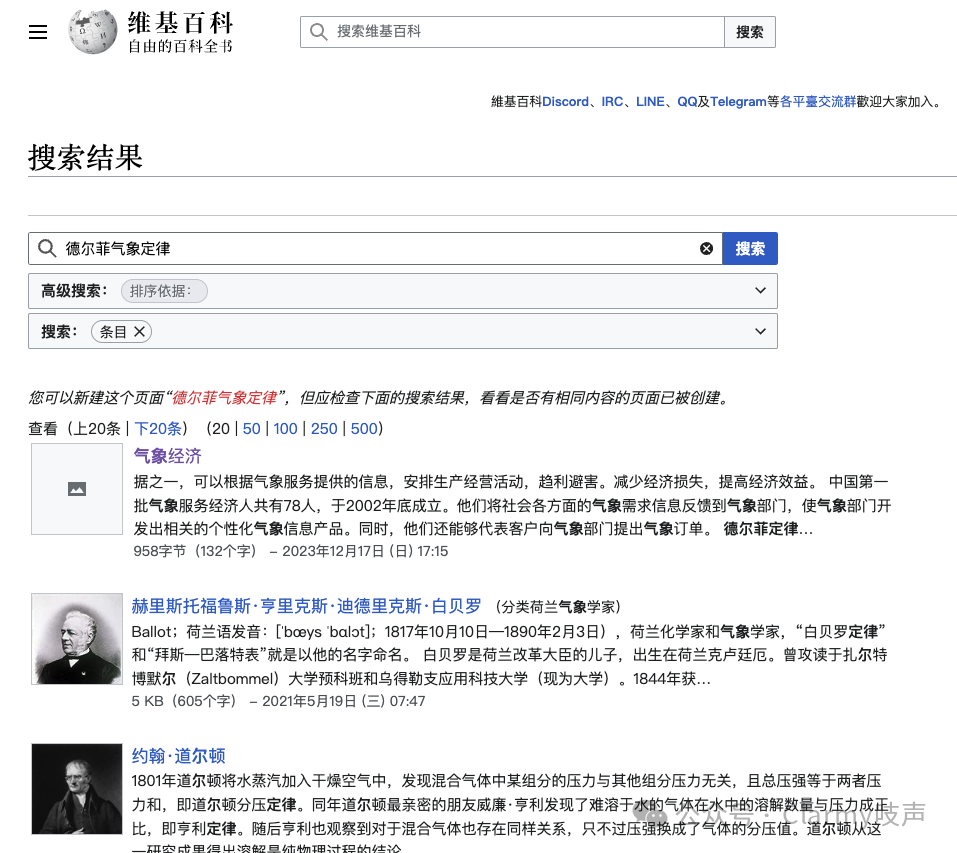 维基百科
自由的百科全书
搜索维基百科
搜索
維基百科Discord、IRC、LINE、QQ及Telegram等各平臺交流群歡迎大家加入。
搜索结果
德尔菲气象定律
搜索
高级搜索： 排序依据：
搜索： 条目
您可以新建这个页面“德尔菲气象定律”，但应检查下面的搜索结果，看看是否有相同内容的页面已被创建。
查看（上20条 | 下20条）（20 | 50 | 100 | 250 | 500）
气象经济
据之一，可以根据气象服务提供的信息，安排生产经营活动，趋利避害。减少经济损失，提高经济效益。 中国第一
批气象服务经济人共有78人，于2002年底成立。他们将社会各方面的气象需求信息反馈到气象部门，使气象部门开
发出相关的个性化气象信息产品。同时，他们还能够代表客户向气象部门提出气象订单。 德尔菲定律…
958字节（132个字） – 2023年12月17日 (日) 17:15
赫里斯托福鲁斯·亨里克斯·迪德里克斯·白贝罗 （分类荷兰气象学家）
Ballot；荷兰语发音：[ˈbœys ˈbɑlɔt]；1817年10月10日—1890年2月3日），荷兰化学家和气象学家，“白贝罗定律”
和“拜斯—巴落特表”就是以他的名字命名。 白贝罗是荷兰改革大臣的儿子，出生在荷兰克卢廷厄。曾攻读于扎尔特
博默尔（Zaltbommel）大学预科班和乌得勒支应用科技大学（现为大学）。1844年获…
5 KB（605个字） – 2021年5月19日 (三) 07:47
约翰·道尔顿
1801年道尔顿将水蒸汽加入干燥空气中，发现混合气体中某组分的压力与其他组分压力无关，且总压强等于两者压
力和，即道尔顿分压定律。同年道尔顿最亲密的朋友威廉·亨利发现了难溶于水的气体在水中的溶解数量与压力成正
比，即亨利定律。随后亨利也观察到对于混合气体也存在同样关系，只不过压强换成了气体的分压值。道尔顿从这
一研究成果得出溶解是纯物理过程的结论
公众号 · Clarmy吱声